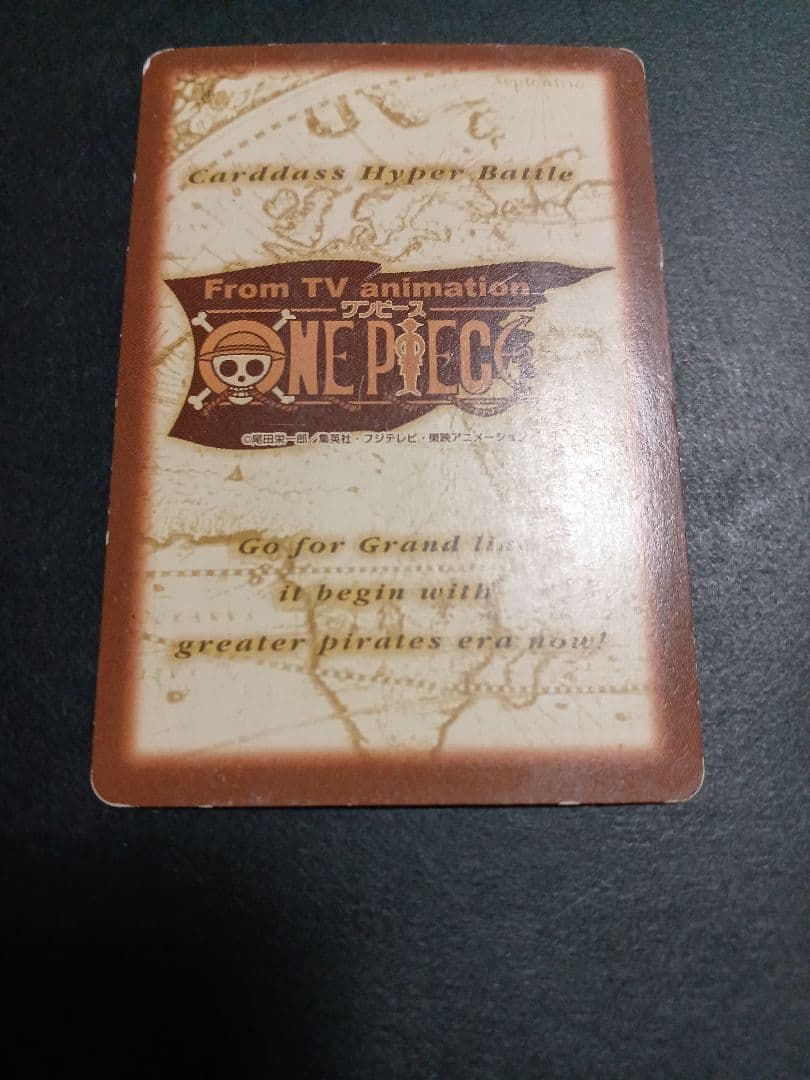 Septentrio
Carddass Hyper Battle
From TV animation
ワンピース
ONE PIECE
©尾田栄一郎／集英社・フジテレビ・東映アニメーション
Go for Grand line
it begin with
greater pirates era now!